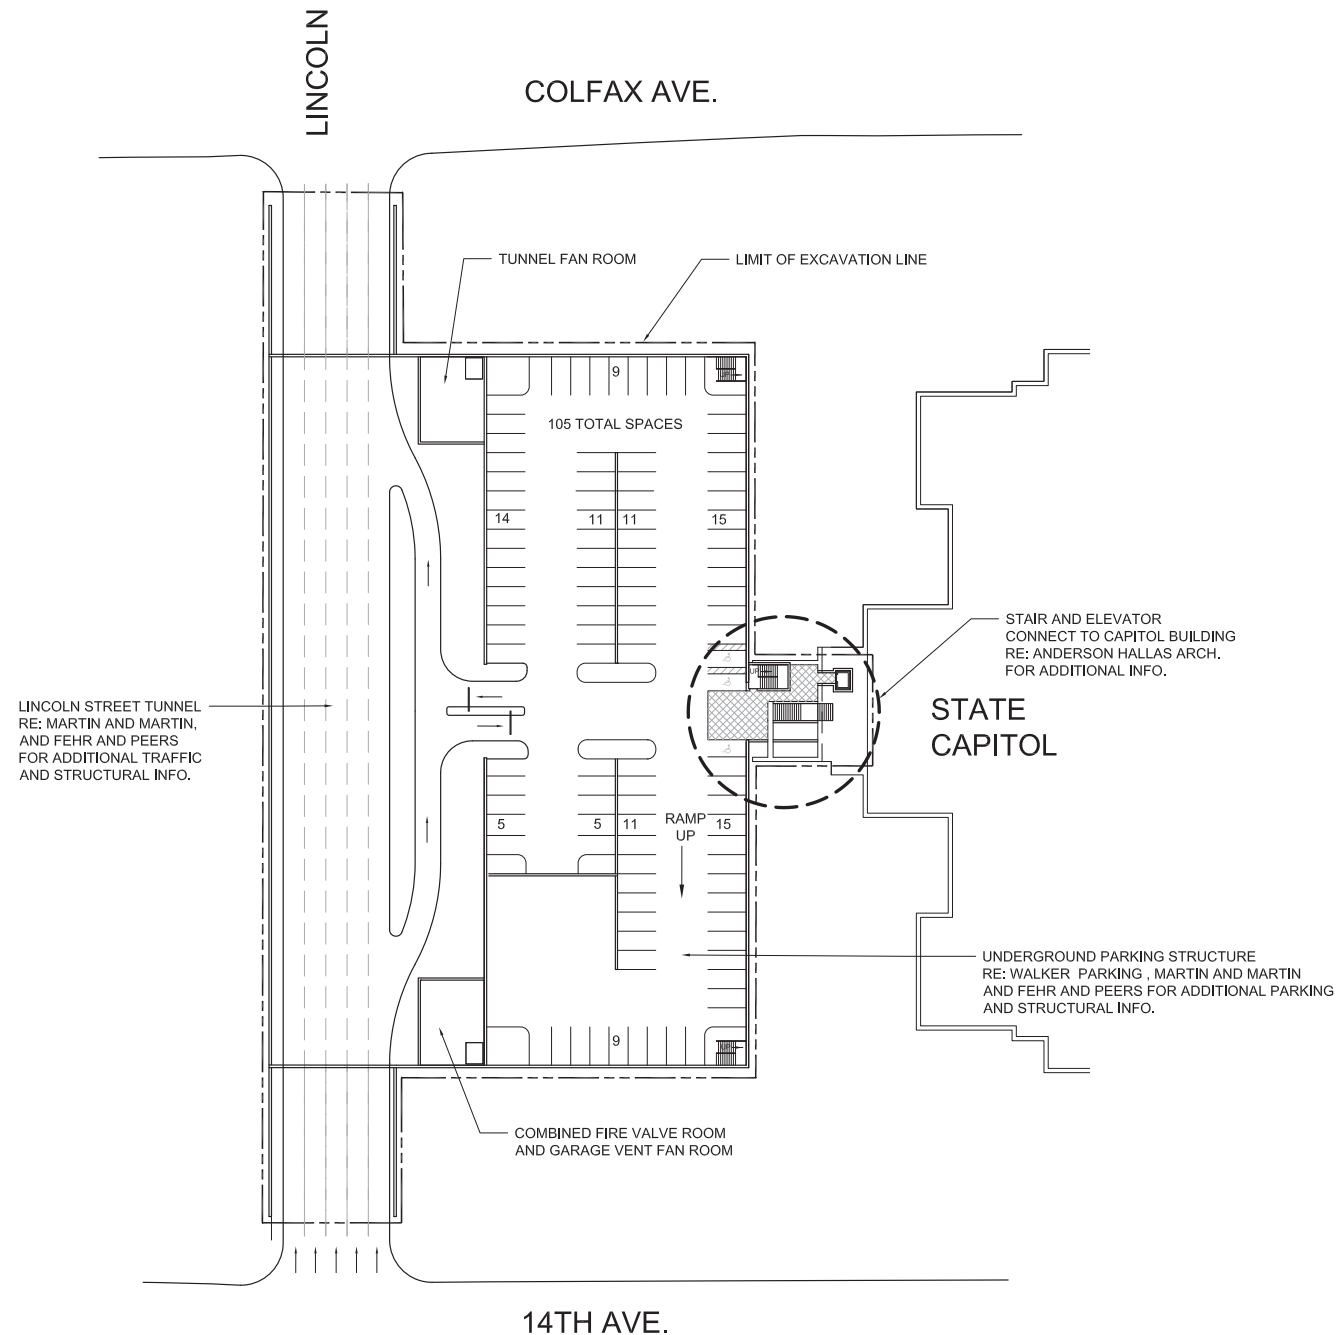 LINCOLN
COLFAX AVE.
TUNNEL FAN ROOM
LIMIT OF EXCAVATION LINE
9
UP
105 TOTAL SPACES
14
11
11
15
STAIR AND ELEVATOR
CONNECT TO CAPITOL BUILDING
RE: ANDERSON HALLAS ARCH.
FOR ADDITIONAL INFO.
UP
LINCOLN STREET TUNNEL
RE: MARTIN AND MARTIN,
AND FEHR AND PEERS
FOR ADDITIONAL TRAFFIC
AND STRUCTURAL INFO.
STATE
CAPITOL
5
5
11
RAMP
UP
15
UNDERGROUND PARKING STRUCTURE
RE: WALKER PARKING , MARTIN AND MARTIN
AND FEHR AND PEERS FOR ADDITIONAL PARKING
AND STRUCTURAL INFO.
9
UP
COMBINED FIRE VALVE ROOM
AND GARAGE VENT FAN ROOM
14TH AVE.